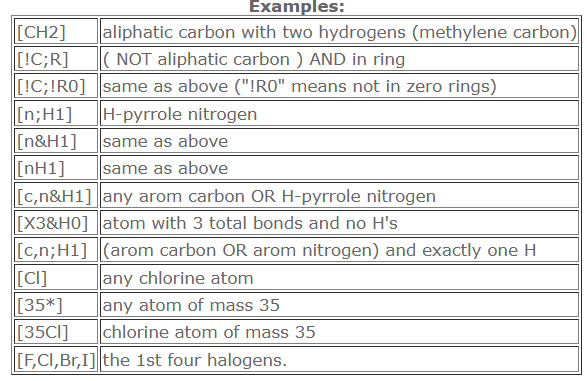 Examples:
[CH2] aliphatic carbon with two hydrogens (methylene carbon)
[!C;R] ( NOT aliphatic carbon ) AND in ring
[!C;!R0] same as above ("!R0" means not in zero rings)
[n;H1] H-pyrrole nitrogen
[n&H1] same as above
[nH1] same as above
[c,n&H1] any arom carbon OR H-pyrrole nitrogen
[X3&H0] atom with 3 total bonds and no H's
[c,n;H1] (arom carbon OR arom nitrogen) and exactly one H
[Cl] any chlorine atom
[35*] any atom of mass 35
[35Cl] chlorine atom of mass 35
[F,Cl,Br,I] the 1st four halogens.